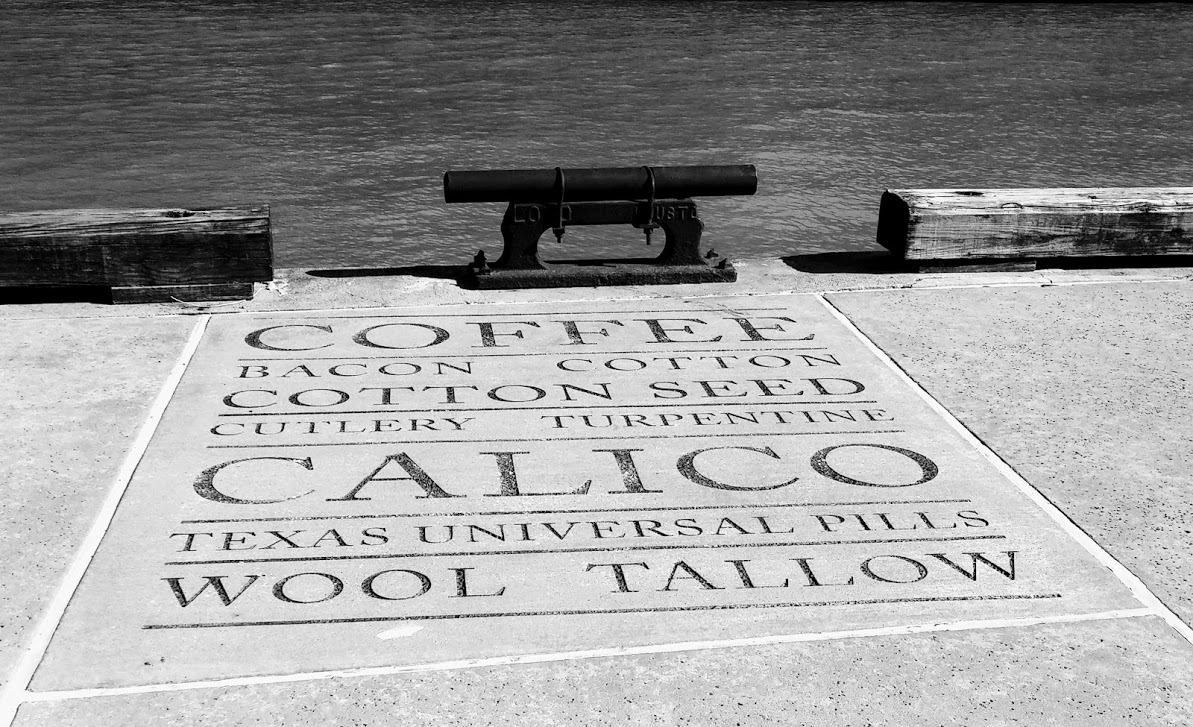 COFFEE
BACON COTTON
COTTON SEED
CUTLERY TURPENTINE
CALICO
TEXAS UNIVERSAL PILLS
WOOL TALLOW